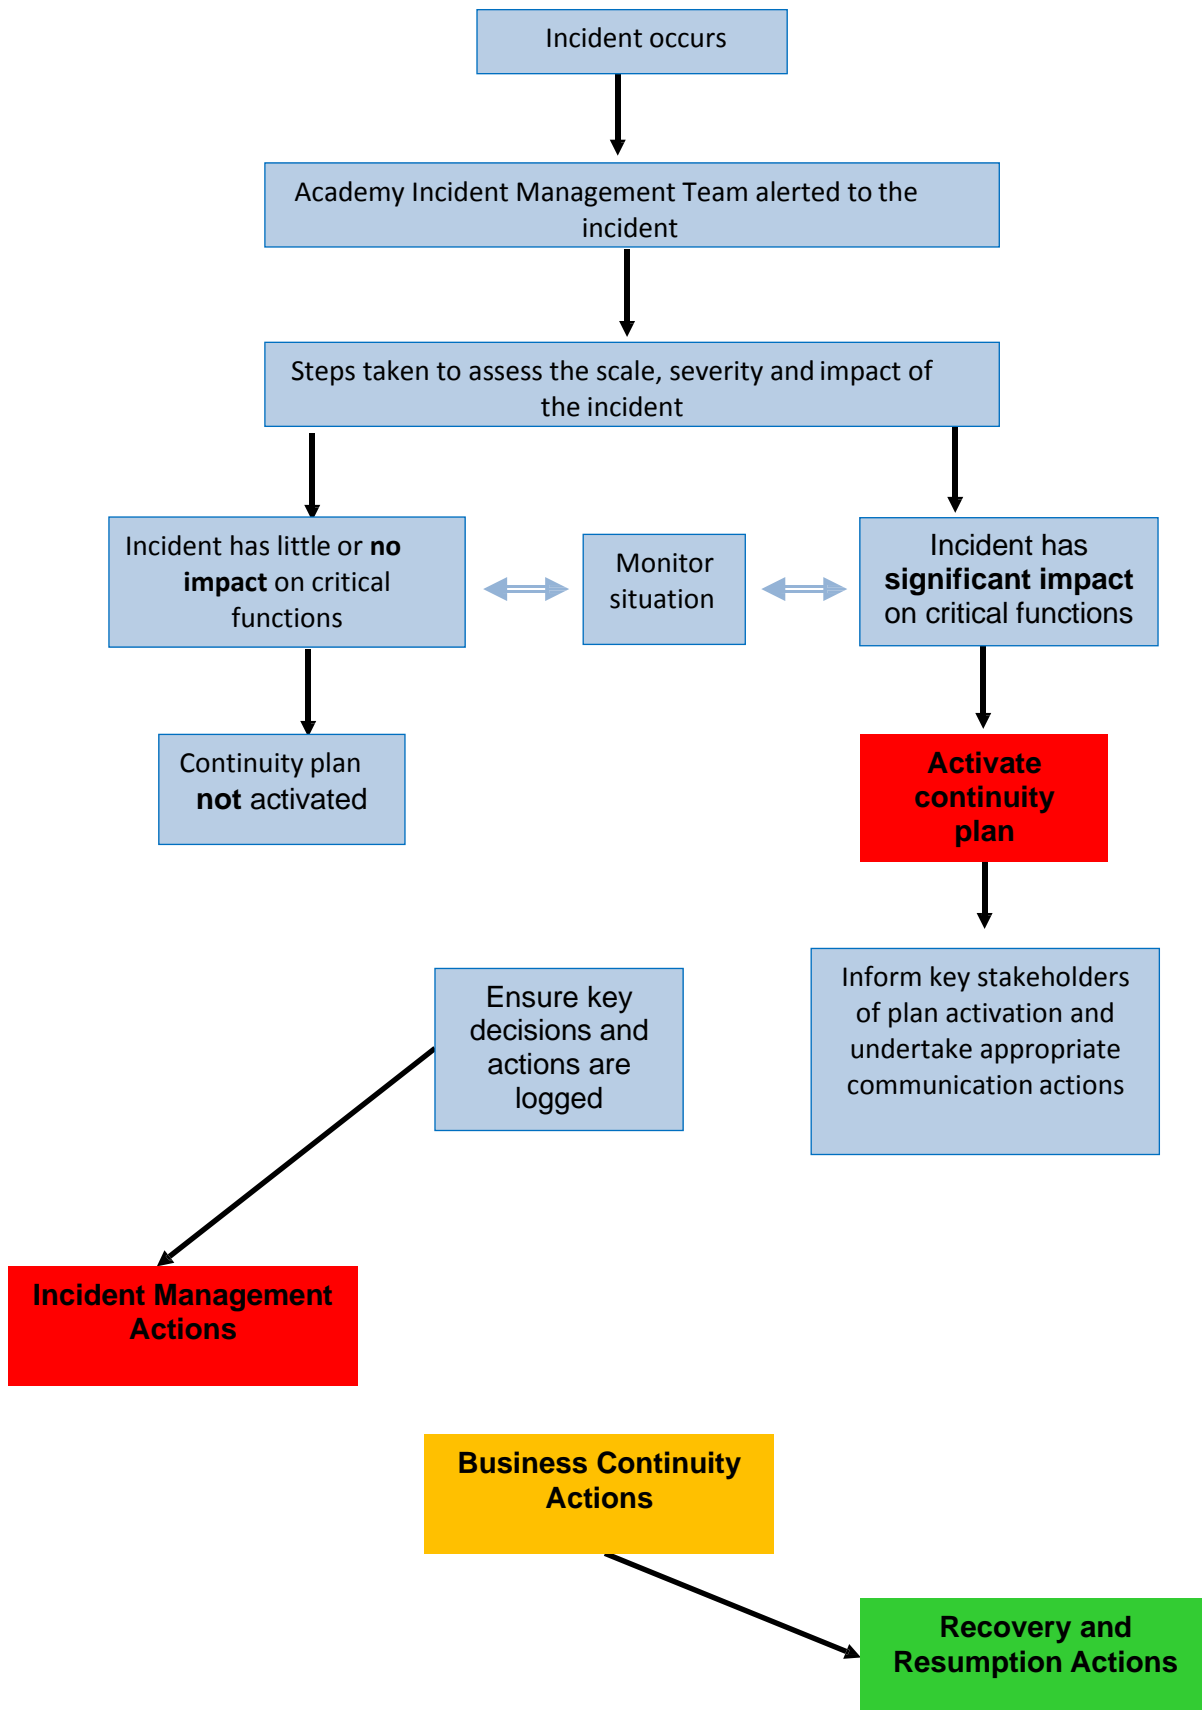 Incident occurs
Academy Incident Management Team alerted to the
incident
Steps taken to assess the scale, severity and impact of
the incident
Incident has little or no
impact on critical
functions
Monitor
situation
Incident has
significant impact
on critical functions
Continuity plan
not activated
Activate
continuity
plan
Ensure key
decisions and
actions are
logged
Inform key stakeholders
of plan activation and
undertake appropriate
communication actions
Incident Management
Actions
Business Continuity
Actions
Recovery and
Resumption Actions